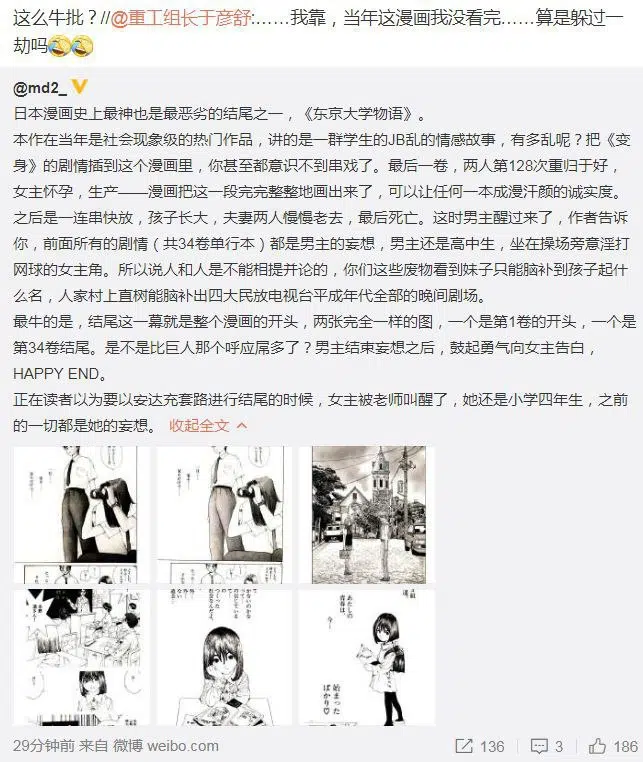 这么牛批？//@重工组长于彦舒:……我靠，当年这漫画我没看完……算是躲过一
劫吗
@md2_
日本漫画史上最神也是最恶劣的结尾之一，《东京大学物语》。
本作在当年是社会现象级的热门作品，讲的是一群学生的JB乱的情感故事，有多乱呢？把《变
身》的剧情插到这个漫画里，你甚至都意识不到串戏了。最后一卷，两人第128次重归于好，
女主怀孕，生产——漫画把这一段完完整整地画出来了，可以让任何一本成漫汗颜的诚实度。
之后是一连串快放，孩子长大，夫妻两人慢慢老去，最后死亡。这时男主醒过来了，作者告诉
你，前面所有的剧情（共34卷单行本）都是男主的妄想，男主还是高中生，坐在操场旁意淫打
网球的女主角。所以说人和人是不能相提并论的，你们这些废物看到妹子只能脑补到孩子起什
么名，人家村上直树能脑补出四大民放电视台平成年代全部的晚间剧场。
最牛的是，结尾这一幕就是整个漫画的开头，两张完全一样的图，一个是第1卷的开头，一个是
第34卷结尾。是不是比巨人那个呼应屌多了？男主结束妄想之后，鼓起勇气向女主告白，
HAPPY END。
正在读者以为要以安达充套路进行结尾的时候，女主被老师叫醒了，她还是小学四年生，之前
的一切都是她的妄想。 收起全文
あたしの
青春は、
今…
始まった
ばかり♡
29分钟前 来自 微博 weibo.com
136
3
186